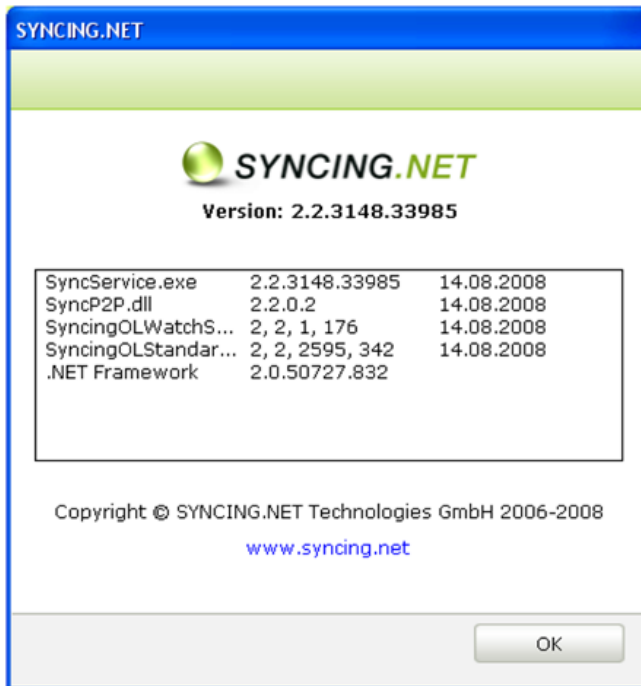 SYNCING.NET
SYNCING.NET
Version: 2.2.3148.33985
SyncService.exe 2.2.3148.33985 14.08.2008
SyncP2P.dll 2.2.0.2 14.08.2008
SyncingOLWatchS... 2, 2, 1, 176 14.08.2008
SyncingOLStandar... 2, 2, 2595, 342 14.08.2008
.NET Framework 2.0.50727.832
Copyright © SYNCING.NET Technologies GmbH 2006-2008
www.syncing.net
OK